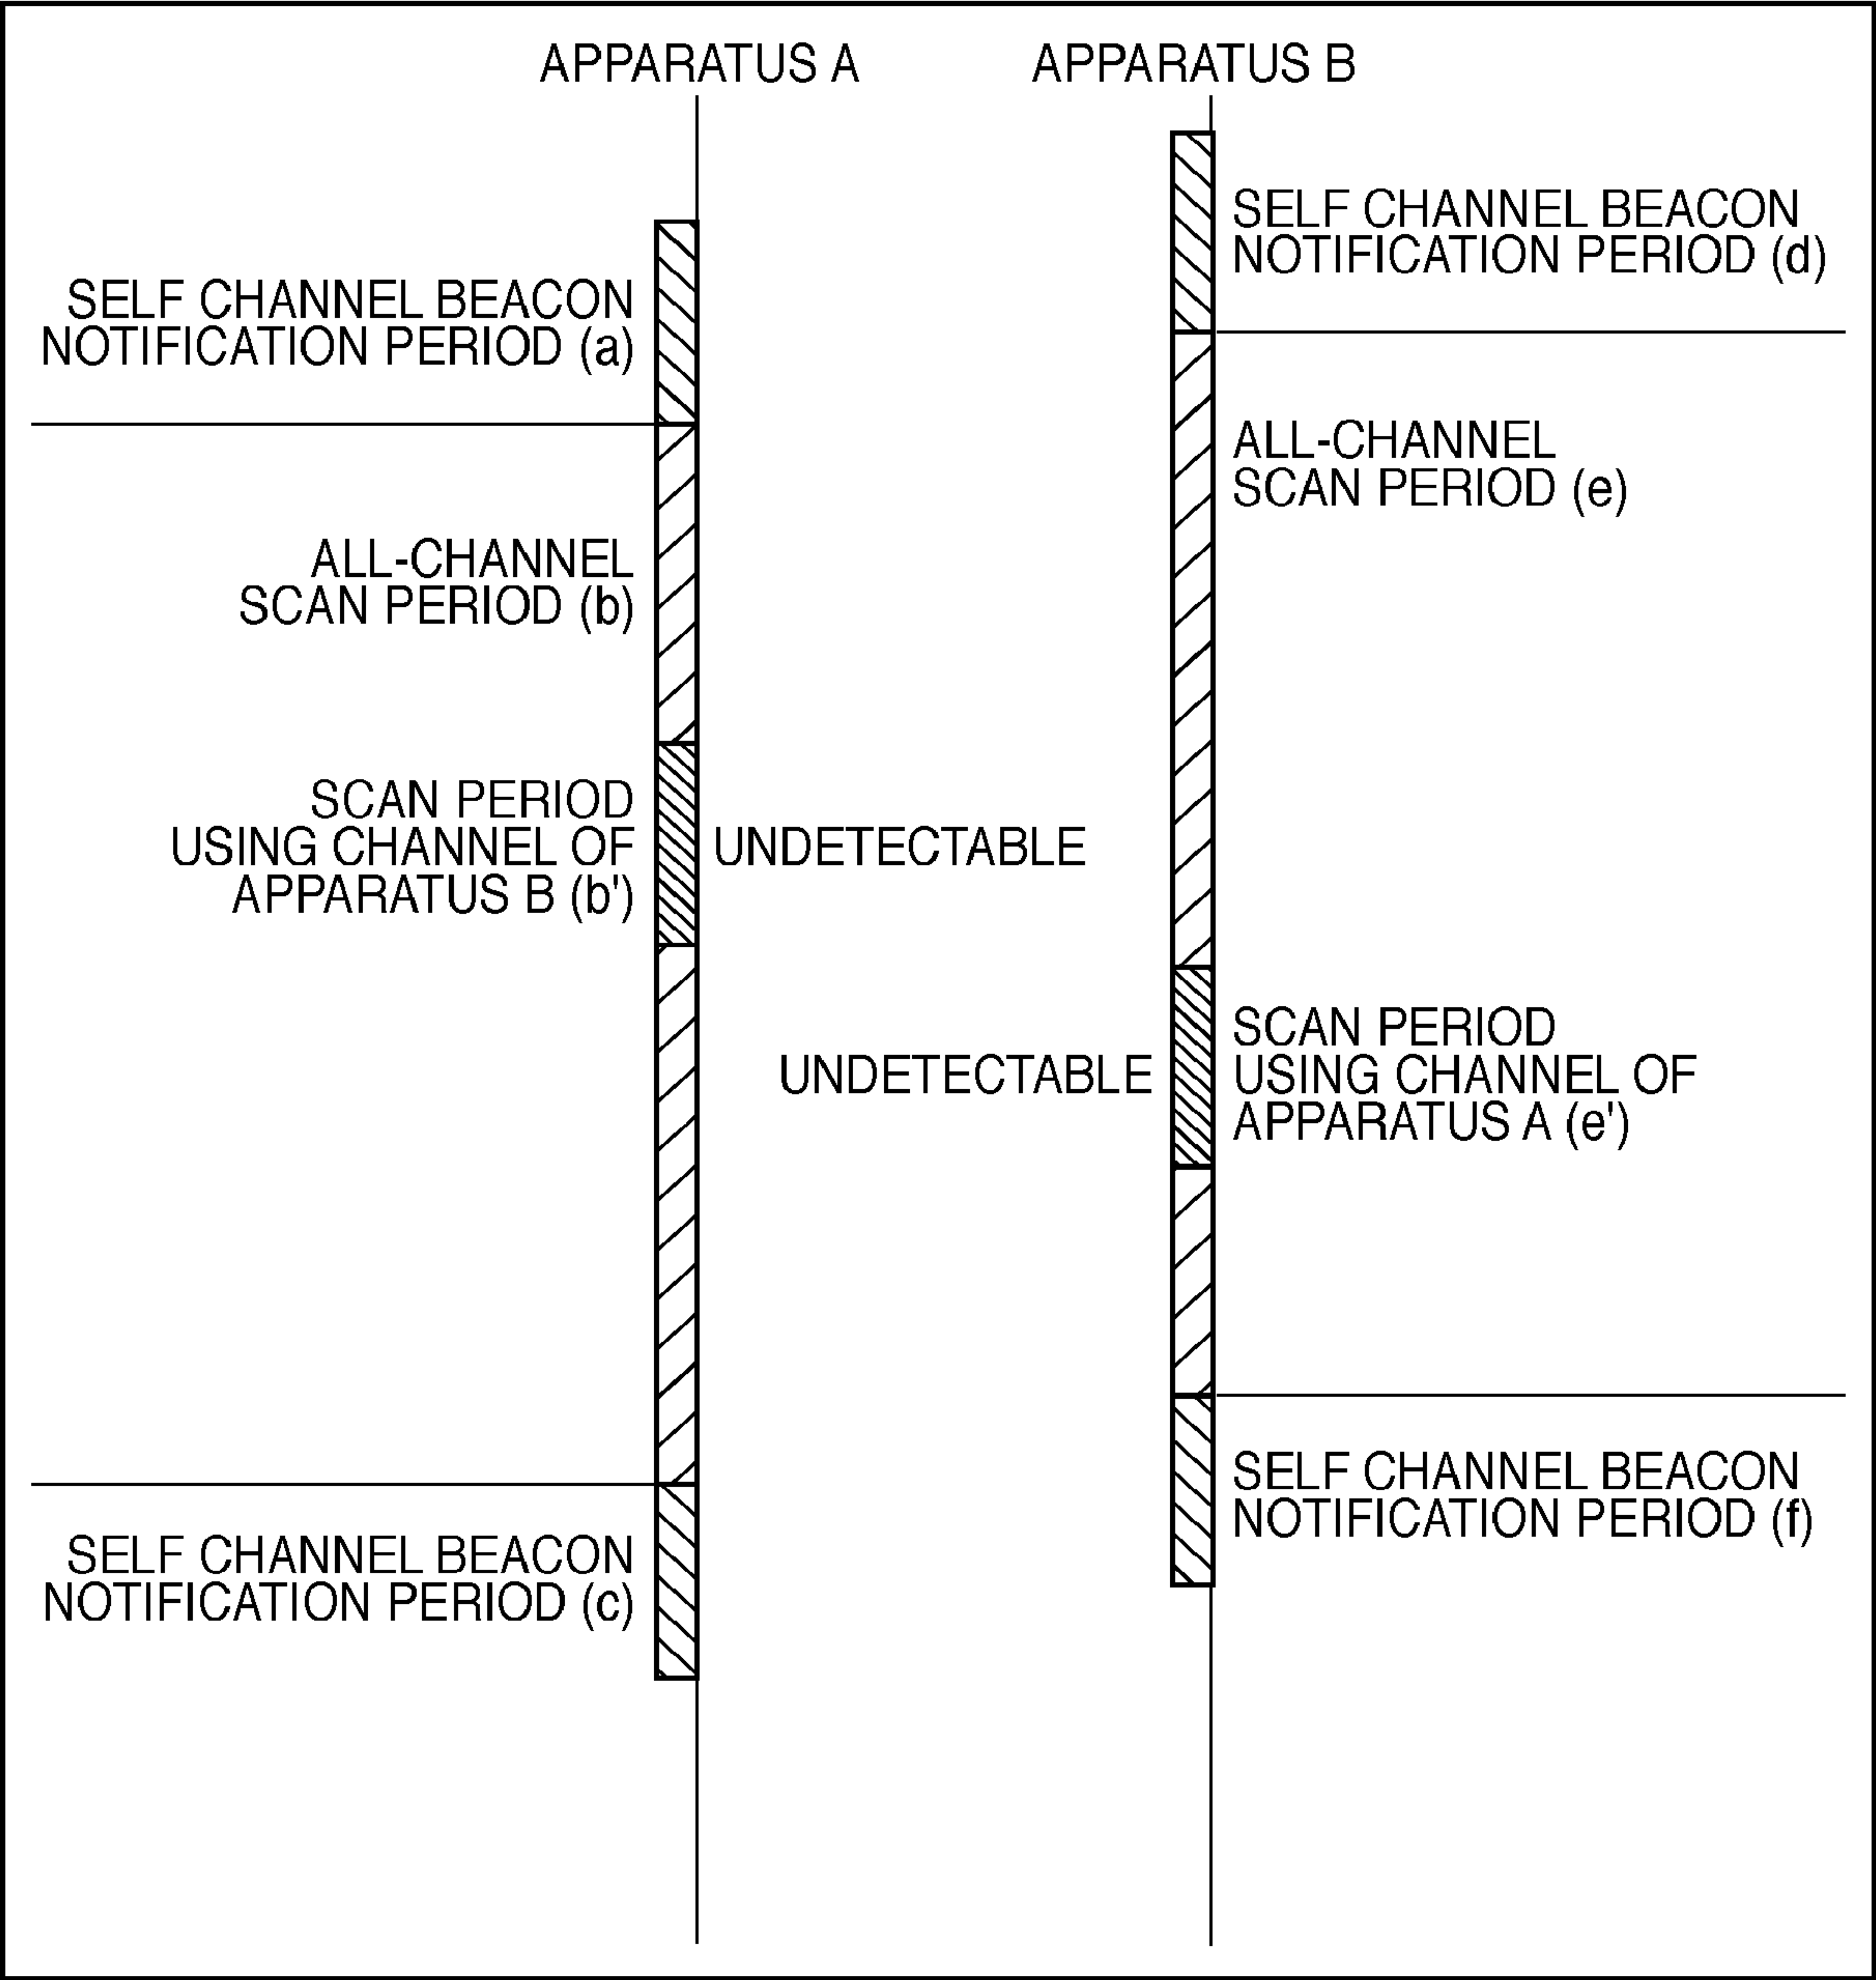 APPARATUS A
APPARATUS B
SELF CHANNEL BEACON
NOTIFICATION PERIOD (a)
ALL-CHANNEL
SCAN PERIOD (b)
SCAN PERIOD
USING CHANNEL OF
APPARATUS B (b')
UNDETECTABLE
SELF CHANNEL BEACON
NOTIFICATION PERIOD (c)
SELF CHANNEL BEACON
NOTIFICATION PERIOD (d)
ALL-CHANNEL
SCAN PERIOD (e)
UNDETECTABLE
SCAN PERIOD
USING CHANNEL OF
APPARATUS A (e')
SELF CHANNEL BEACON
NOTIFICATION PERIOD (f)